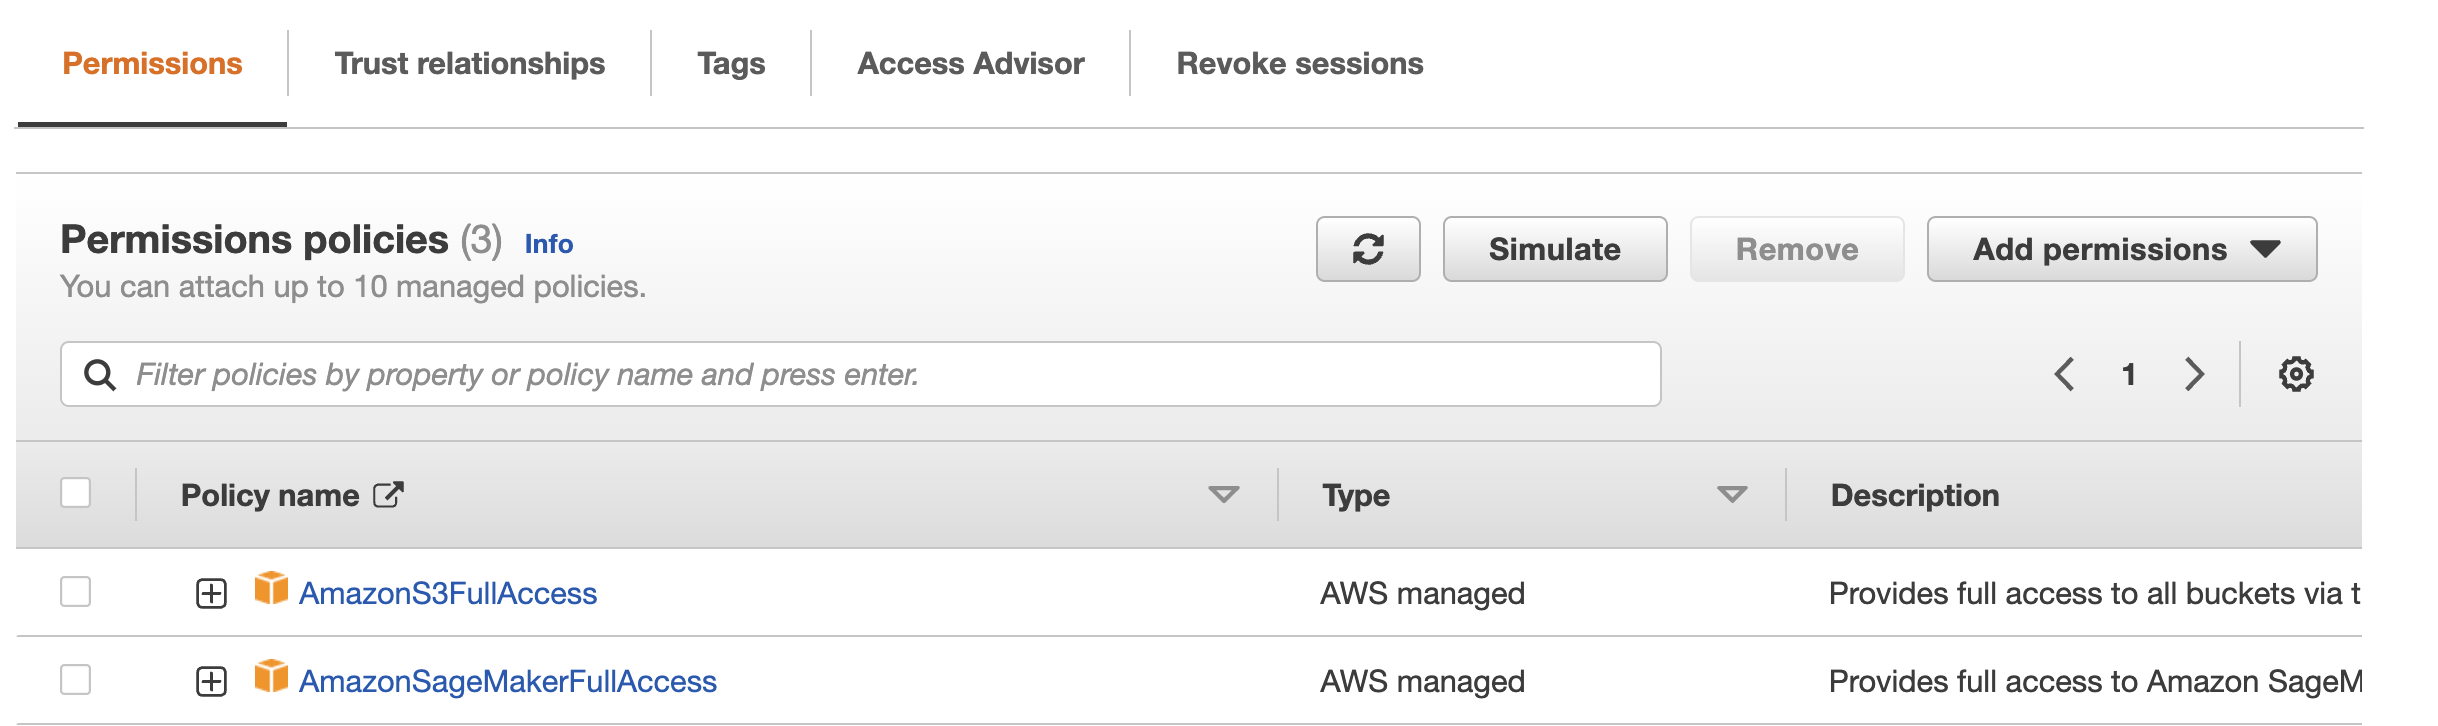 Permissions Trust relationships Tags Access Advisor Revoke sessions
Permissions policies (3) Info
Simulate Remove Add permissions
You can attach up to 10 managed policies.
Filter policies by property or policy name and press enter.
1
Policy name Type Description
AmazonS3FullAccess AWS managed Provides full access to all buckets via t
AmazonSageMakerFullAccess AWS managed Provides full access to Amazon SageM